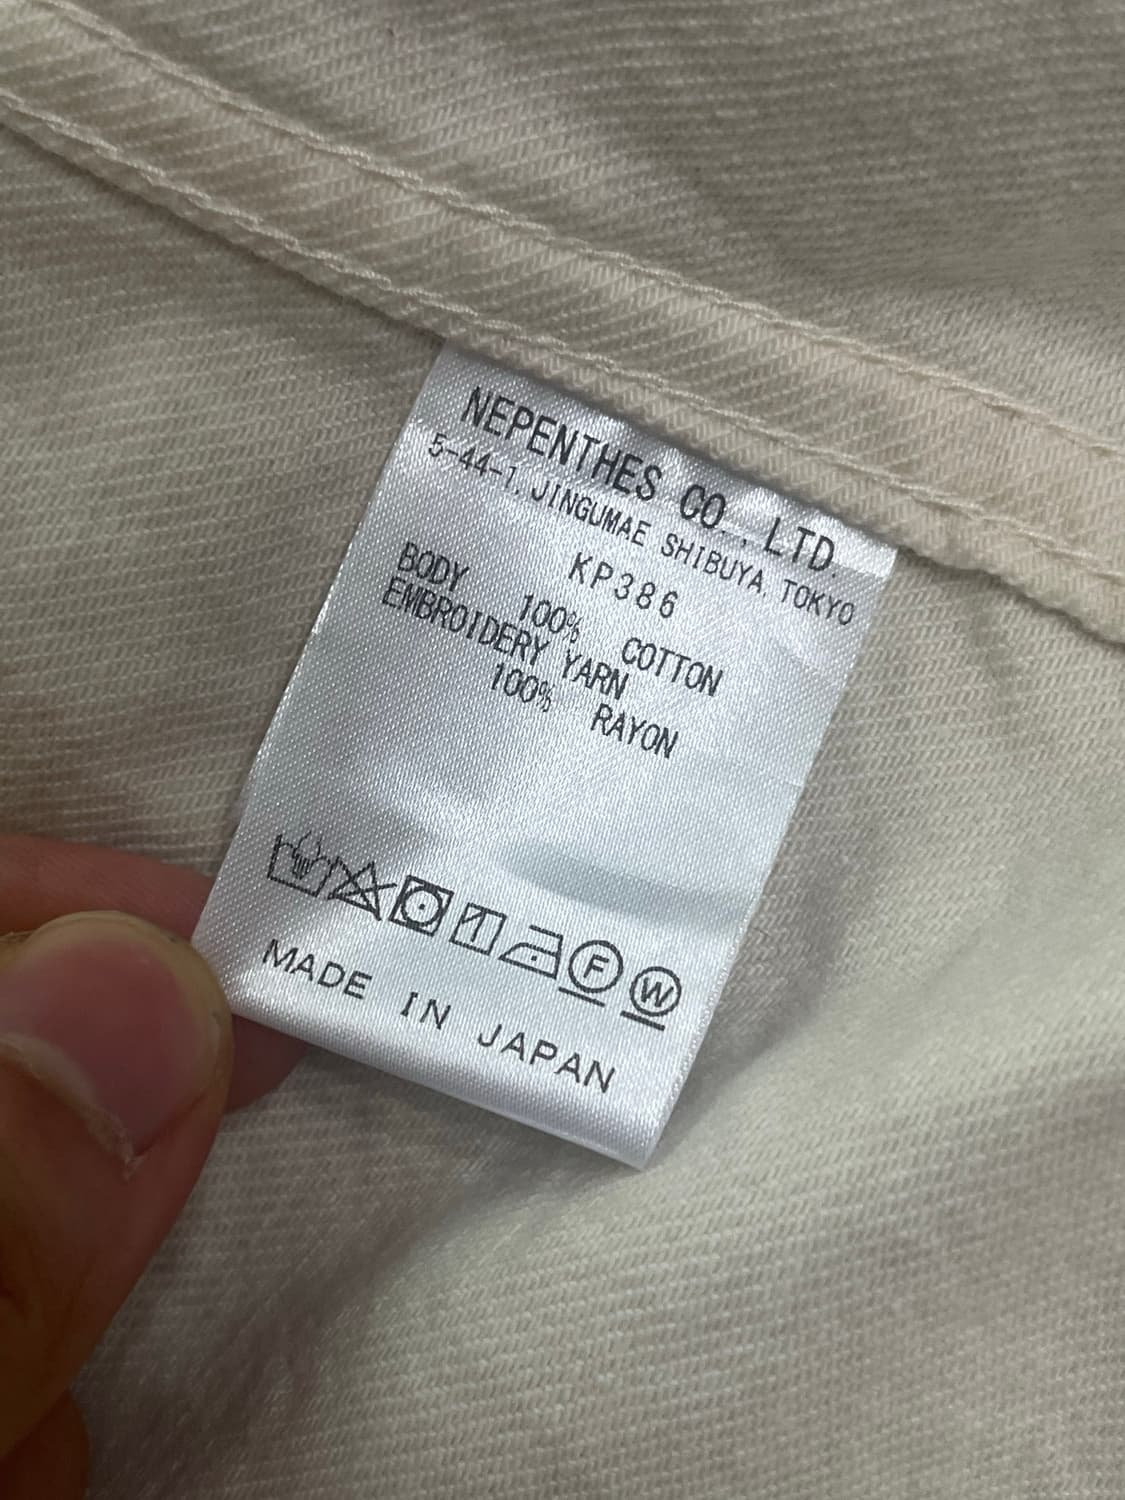 NEPENTHES CO., LTD.
5-44-1, JINGUMAE SHIBUYA, TOKYO
KP386
BODY
100% COTTON
EMBROIDERY YARN
100% RAYON
F W
MADE IN JAPAN